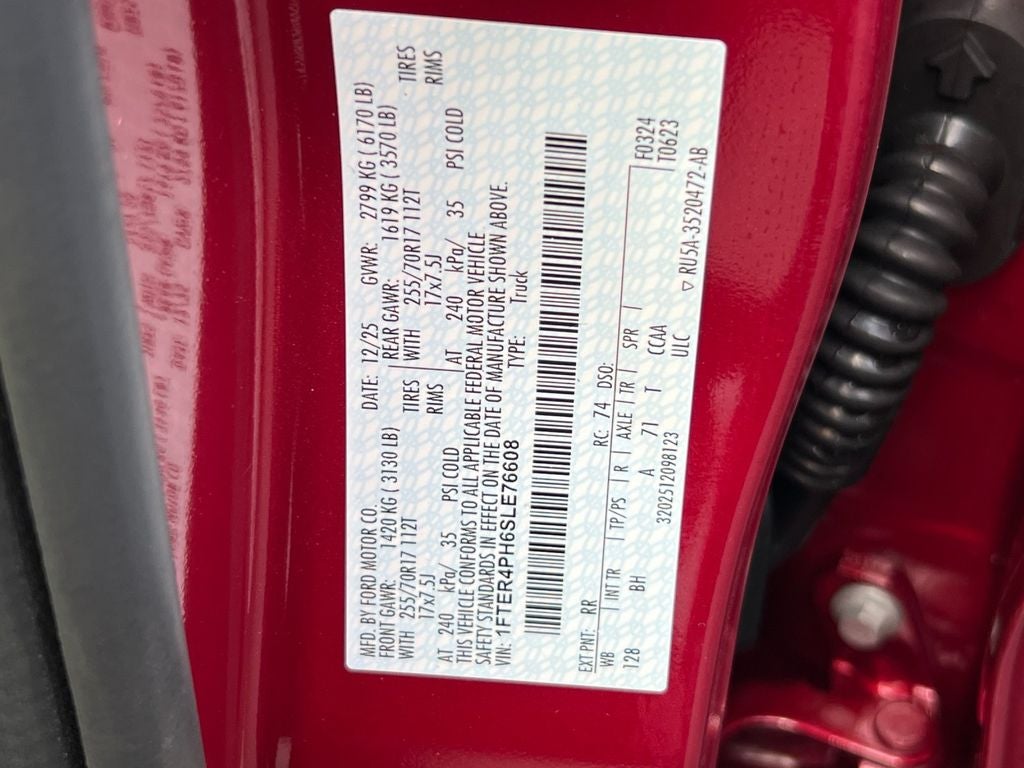 MFD. BY FORD MOTOR CO.
DATE: 12/25 GVWR: 2799 KG ( 6170 LB)
FRONT GAWR: 1420 KG ( 3130 LB) REAR GAWR: 1619 KG ( 3570 LB)
WITH 255/70R17 112T TIRES WITH 255/70R17 112T TIRES
17x7.5J RIMS 17x7.5J RIMS
AT 240 kPa/ 35 PSI COLD AT 240 kPa/ 35 PSI COLD
THIS VEHICLE CONFORMS TO ALL APPLICABLE FEDERAL MOTOR VEHICLE
SAFETY STANDARDS IN EFFECT ON THE DATE OF MANUFACTURE SHOWN ABOVE.
VIN: 1FTER4PH6SLE76608 TYPE: Truck
EXT PNT: RR RC: 74 DSO: F0324
WB INT TR TP/PS R AXLE TR SPR T0623
128 BH A 71 T CCAA
3202512098123 ULC
▽ RU5A-3520472-AB